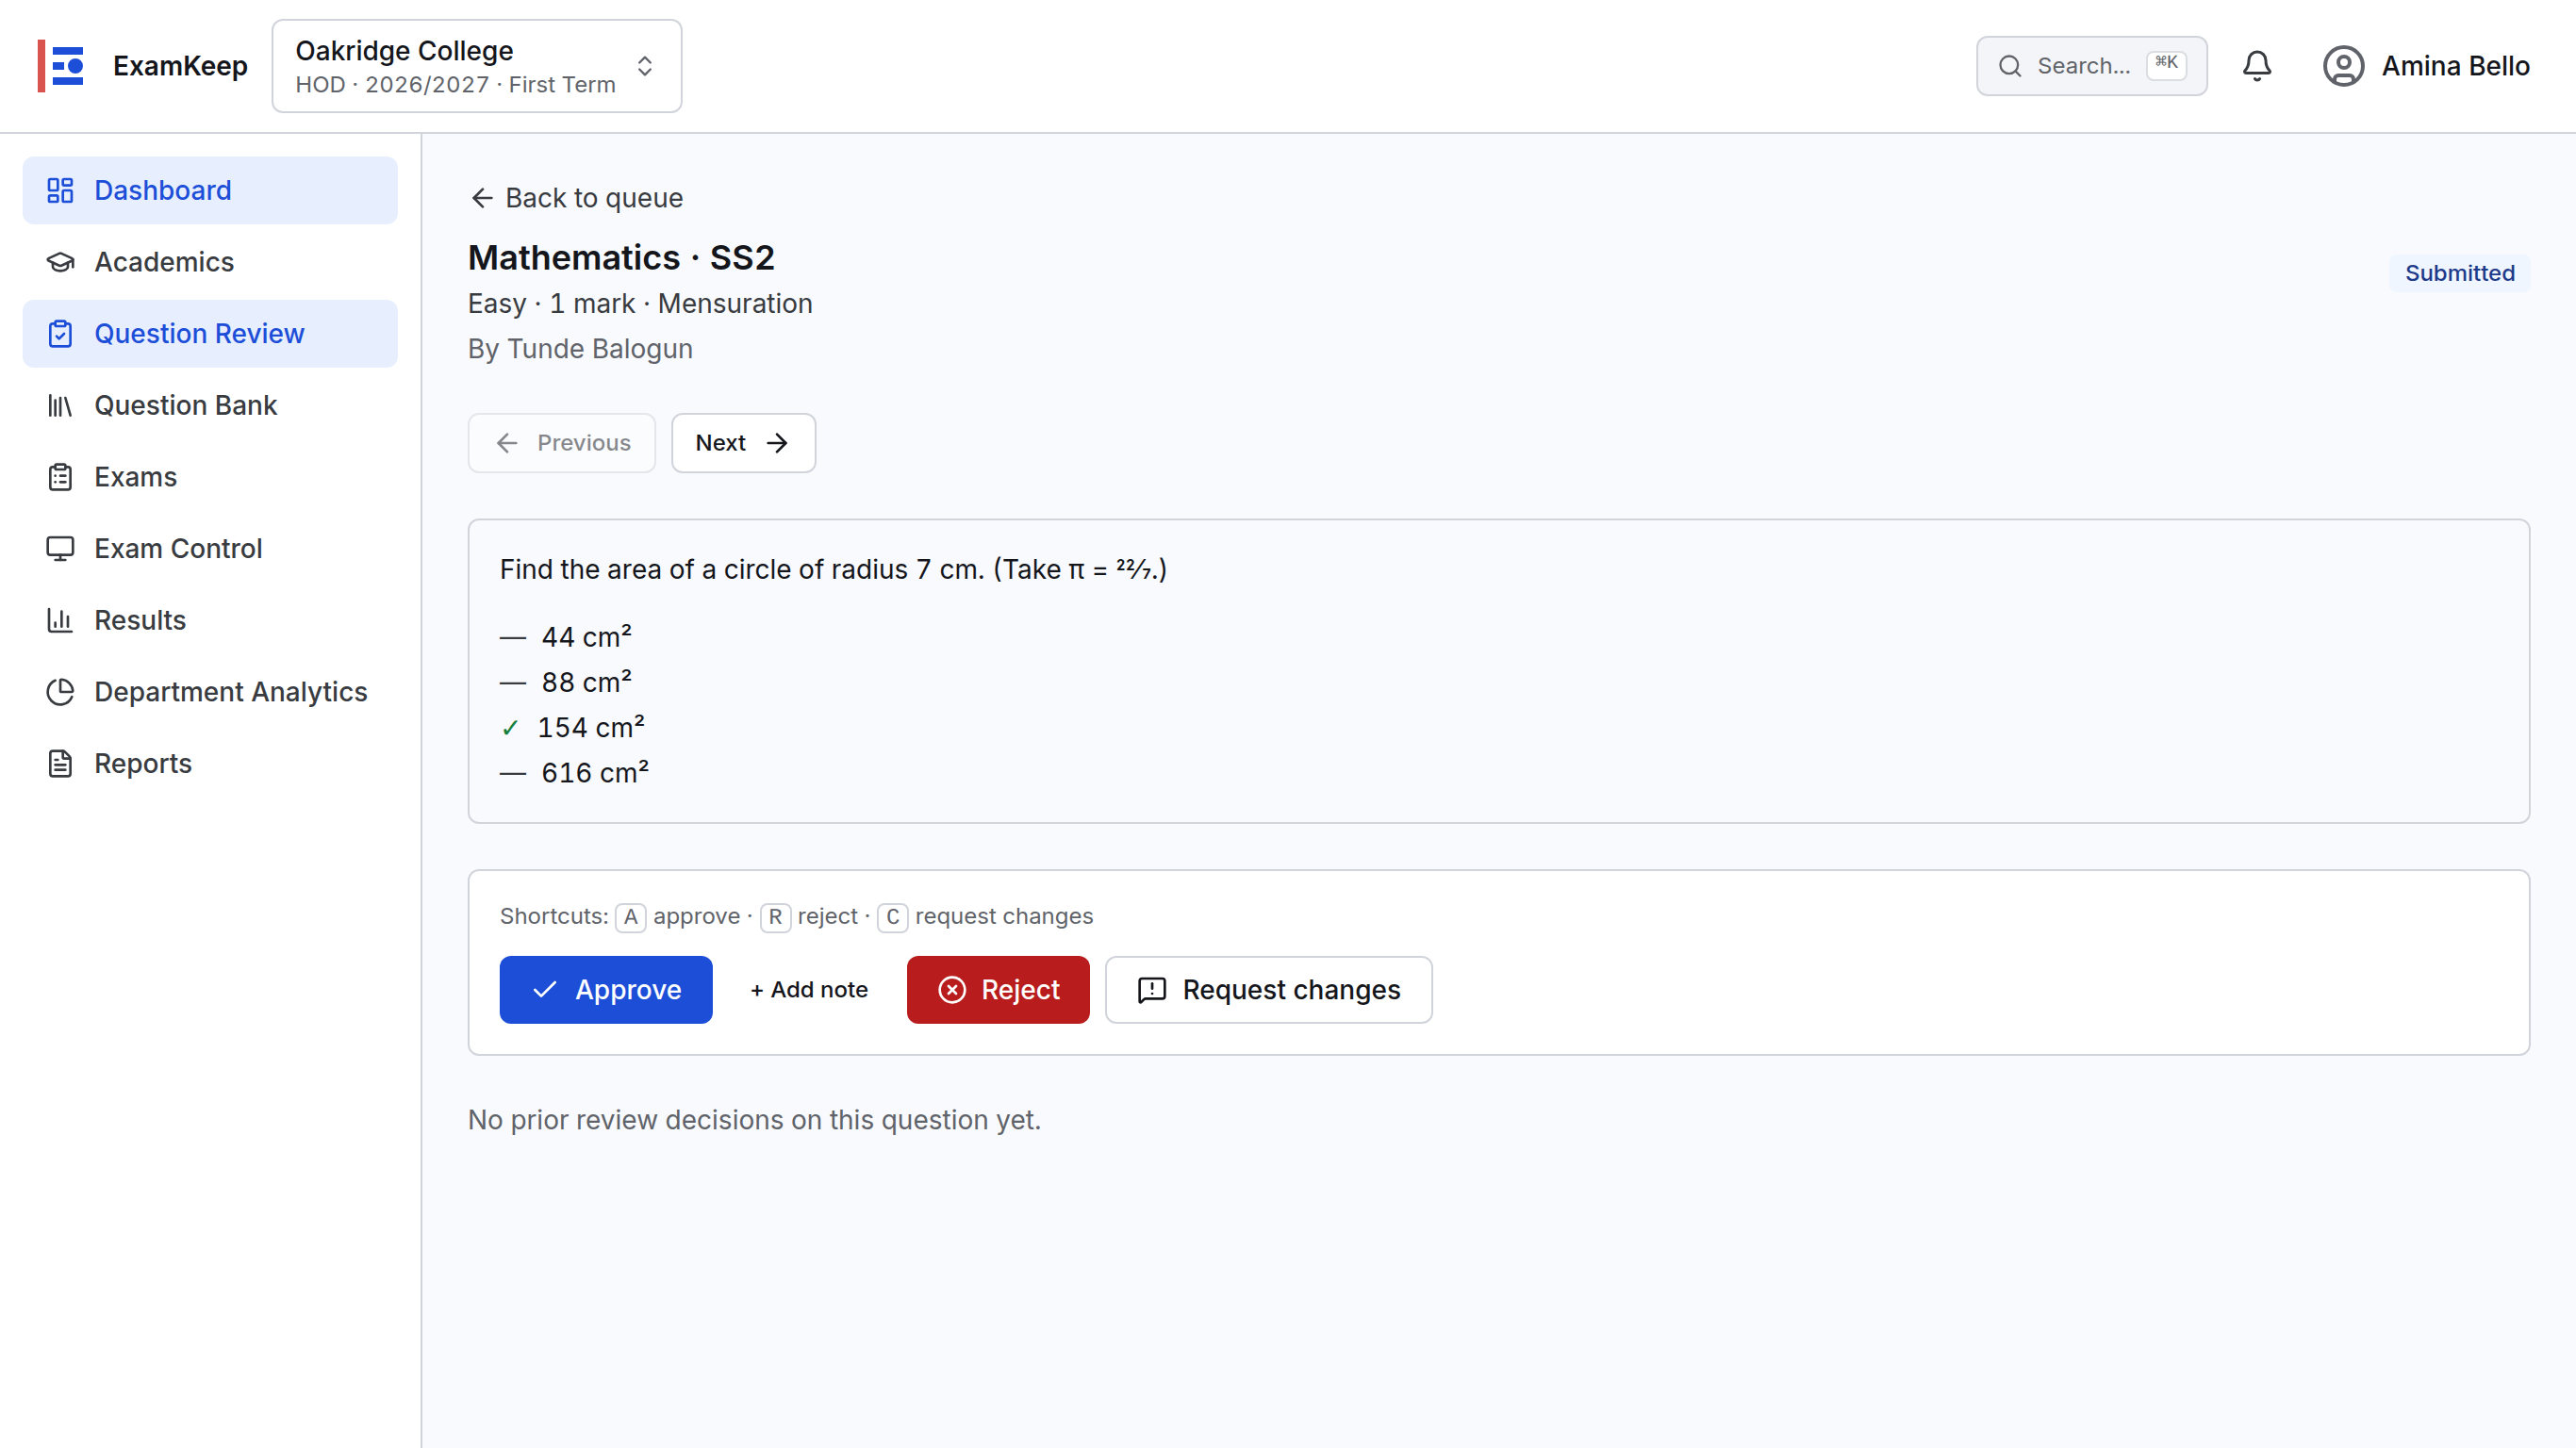 ExamKeep
Oakridge College
HOD · 2026/2027 · First Term
Search... ⌘K
Amina Bello
Dashboard
Academics
Question Review
Question Bank
Exams
Exam Control
Results
Department Analytics
Reports
← Back to queue
Mathematics · SS2
Submitted
Easy · 1 mark · Mensuration
By Tunde Balogun
← Previous
Next →
Find the area of a circle of radius 7 cm. (Take π = ²²⁄₇.)
— 44 cm²
— 88 cm²
✓ 154 cm²
— 616 cm²
Shortcuts: A approve · R reject · C request changes
Approve
+ Add note
Reject
Request changes
No prior review decisions on this question yet.